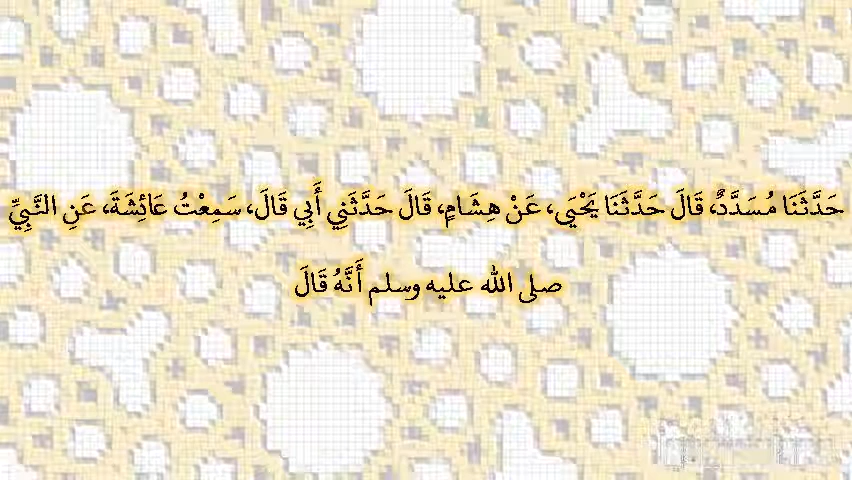 حَدَّثَنَا مُسَدَّدٌ، قَالَ حَدَّثَنَا يَحْيَى، عَنْ هِشَامٍ، قَالَ حَدَّثَنِي أَبِي قَالَ، سَمِعْتُ عَائِشَةَ، عَنِ النَّبِيِّ
صلى الله عليه وسلم أَنَّهُ قَالَ